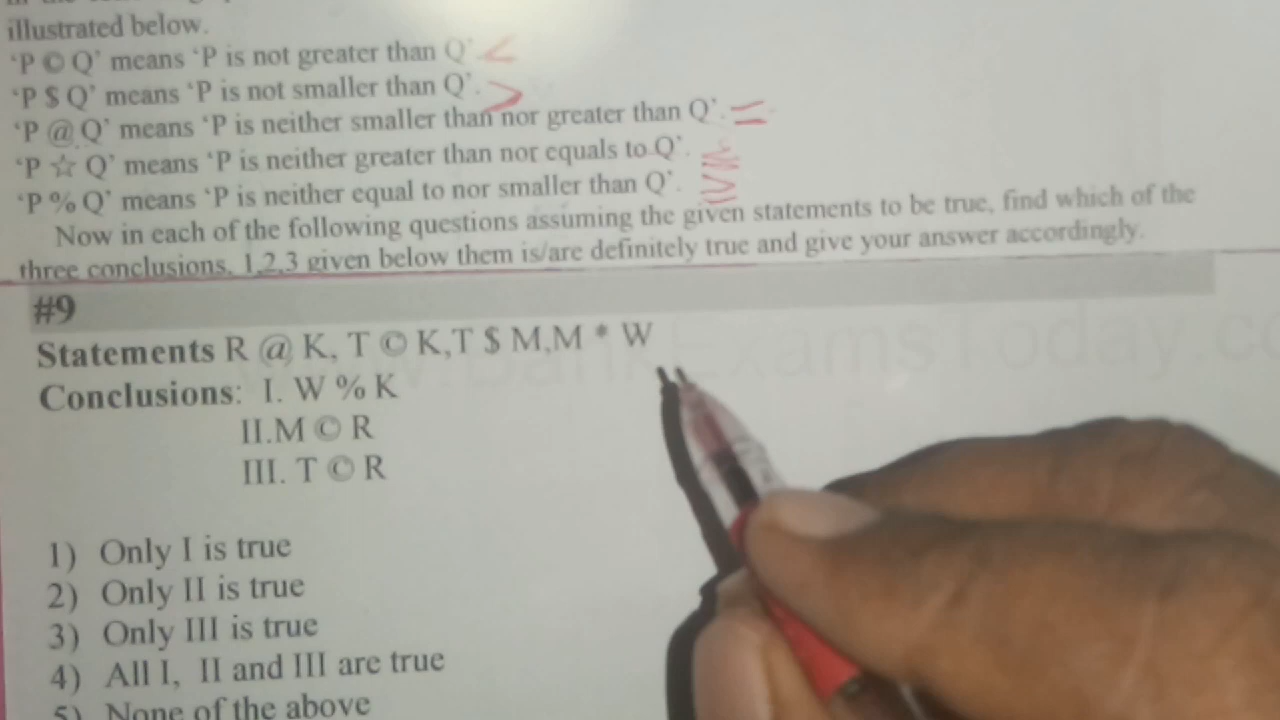 illustrated below.
'P © Q' means 'P is not greater than Q' <
'P $ Q' means 'P is not smaller than Q'. >
'P @ Q' means 'P is neither smaller than nor greater than Q'. =
'P ☆ Q' means 'P is neither greater than nor equals to Q'.
'P % Q' means 'P is neither equal to nor smaller than Q'.
Now in each of the following questions assuming the given statements to be true, find which of the
three conclusions, 1,2,3 given below them is/are definitely true and give your answer accordingly.
#9
Statements R @ K, T © K,T $ M,M * W
Conclusions: I. W % K
II.M © R
III. T © R
1) Only I is true
2) Only II is true
3) Only III is true
4) All I, II and III are true
5) None of the above